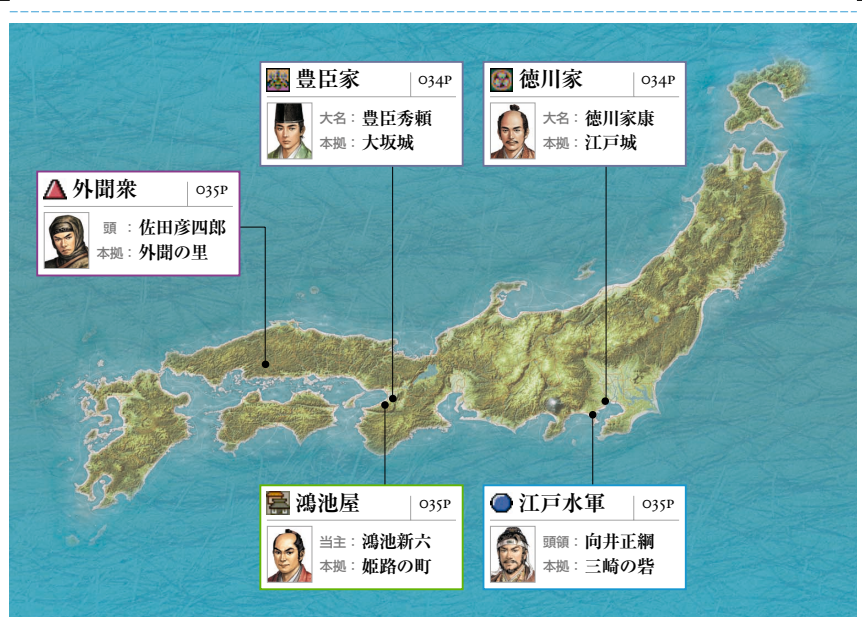 豊臣家 034P
大名： 豊臣秀頼
本拠： 大坂城
徳川家 034P
大名： 徳川家康
本拠： 江戸城
外聞衆 035P
頭 ： 佐田彦四郎
本拠： 外聞の里
鴻池屋 035P
当主： 鴻池新六
本拠： 姫路の町
江戸水軍 035P
頭領： 向井正綱
本拠： 三崎の砦